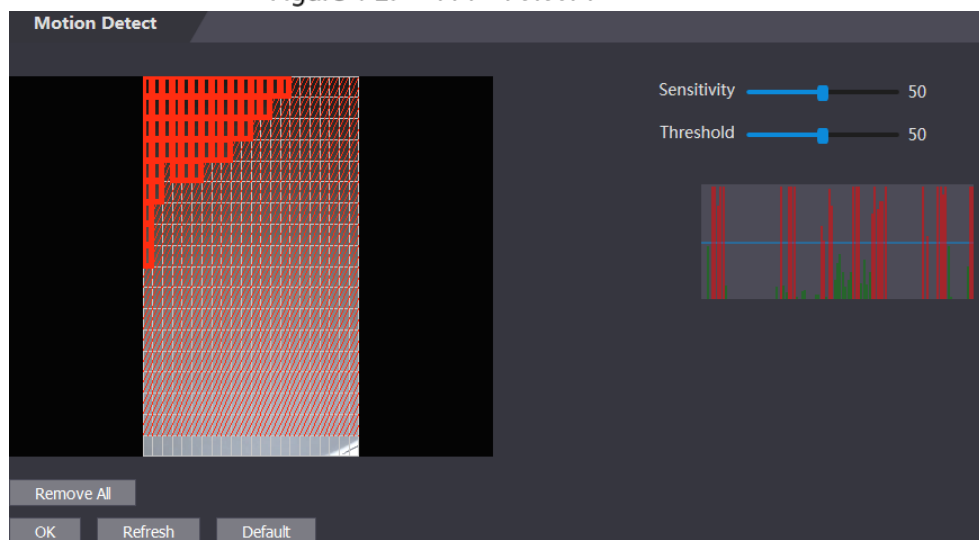 Motion Detect
Sensitivity 50
Threshold 50
Remove All
OK Refresh Default